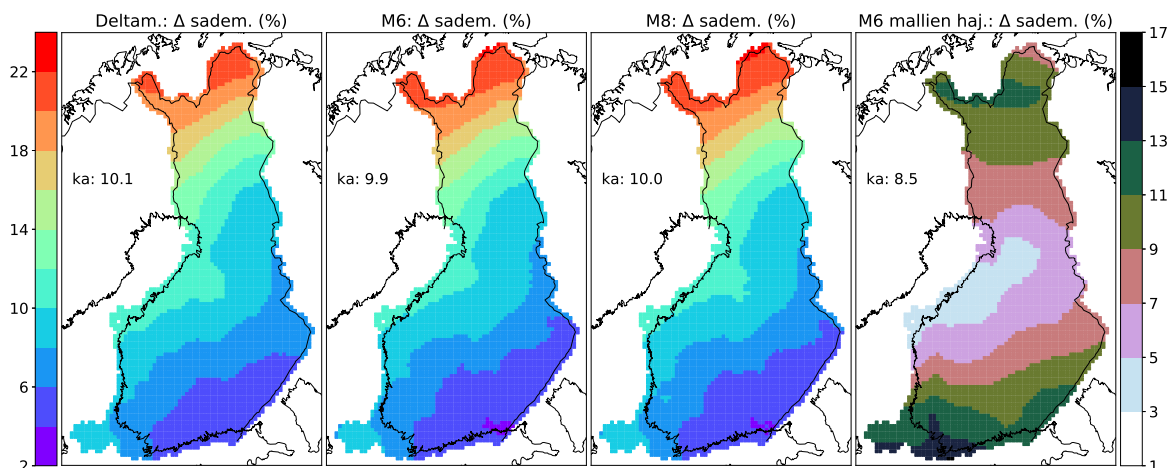 Deltam.: Δ sadem. (%)
M6: Δ sadem. (%)
M8: Δ sadem. (%)
M6 mallien haj.: Δ sadem. (%)
22
18
14
10
6
2
ka: 10.1
ka: 9.9
ka: 10.0
ka: 8.5
17
15
13
11
9
7
5
3
1